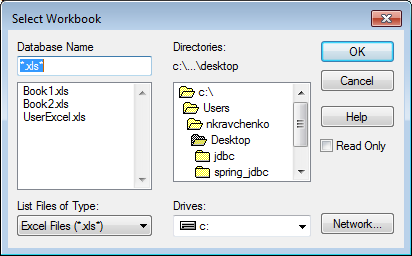 Select Workbook
Database Name
*.xls*
Book1.xls
Book2.xls
UserExcel.xls
List Files of Type:
Excel Files (*.xls*)
Directories:
c:\...\desktop
c:\
Users
nkravchenko
Desktop
jdbc
spring_jdbc
Drives:
c:
OK
Cancel
Help
Read Only
Network...